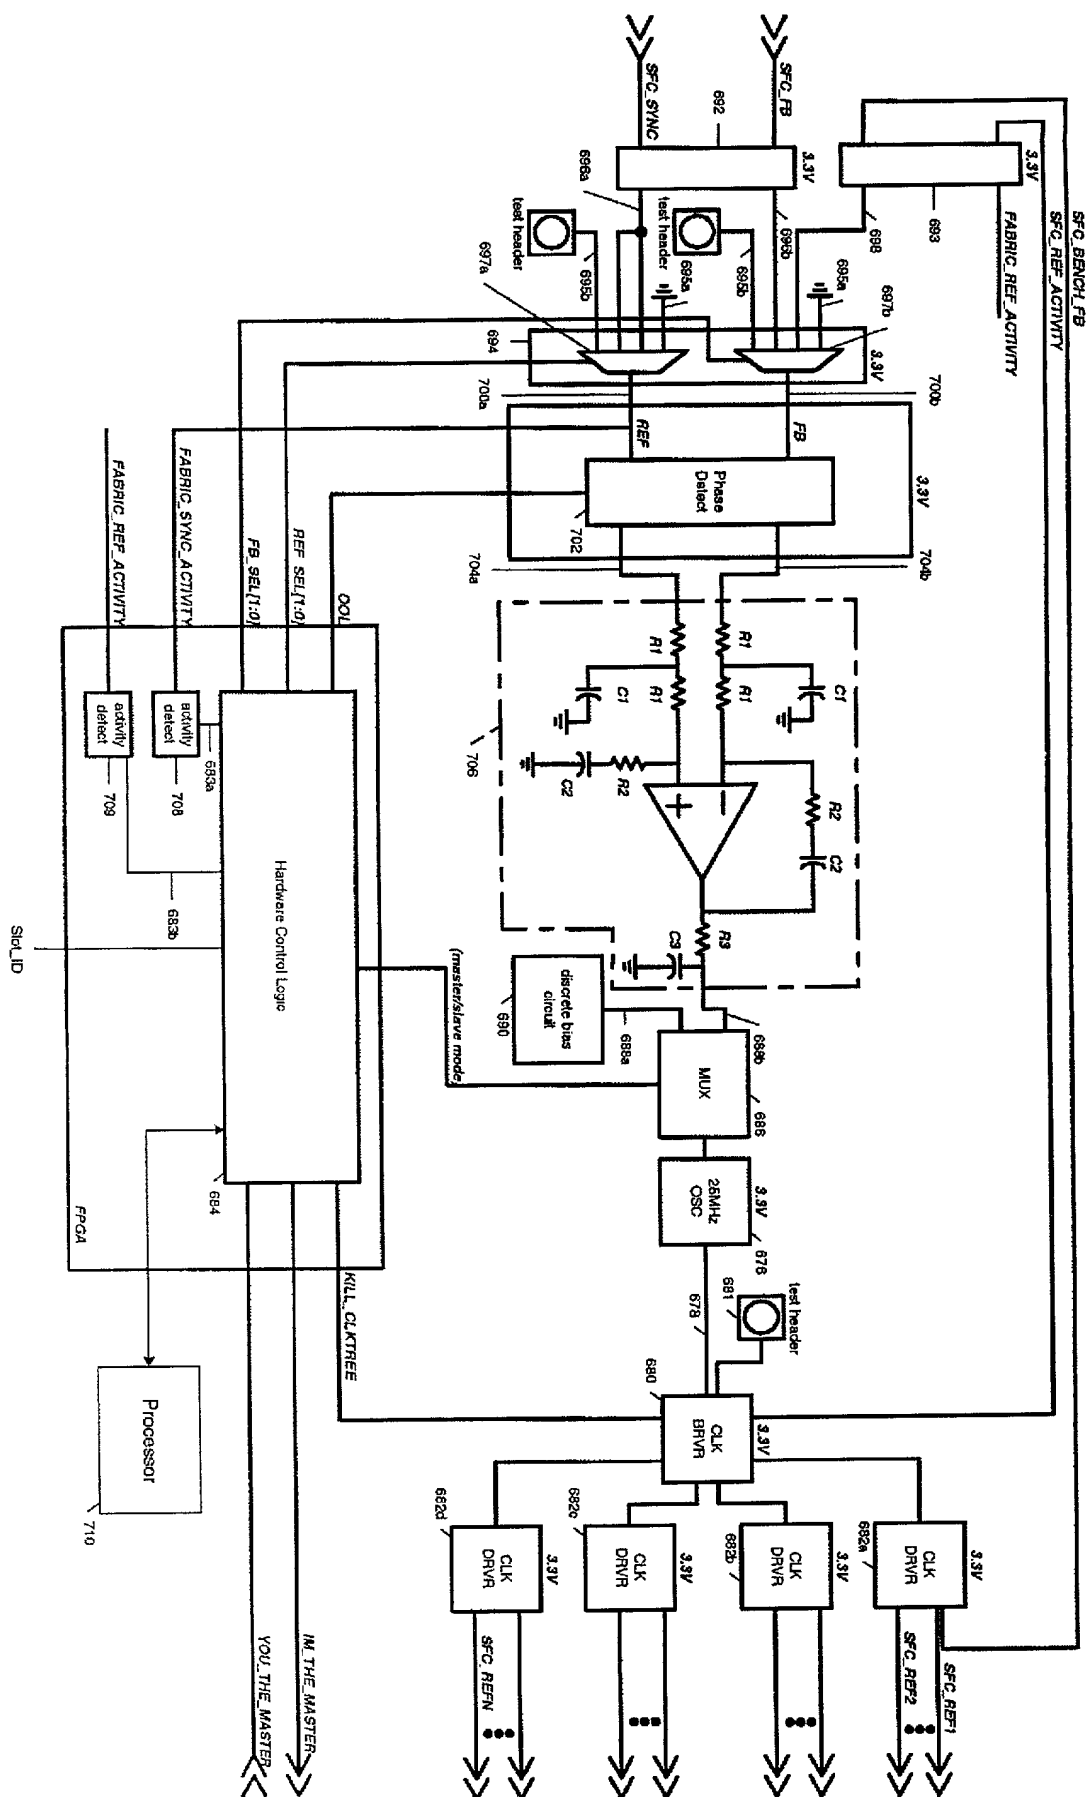 SFC_BENCH_FB
SFC_REF_ACTIVITY
FABRIC_REF_ACTIVITY
3.3V
693
698
SFC_FB
SFC_SYNC
692
3.3V
696a
696b
test header
695b
test header
695b
695a
695a
697a
697b
694
3.3V
700a
700b
REF
FB
Phase
Detect
3.3V
702
704a
704b
R1
R1
R1
R1
C1
C1
R2
C2
R2
C2
+
R3
C3
706
discrete bias
circuit
690
688a
688b
MUX
686
25MHz
OSC
3.3V
676
678
test header
681
680
CLK
BRVR
3.3V
CLK
DRVR
3.3V
682a
CLK
DRVR
3.3V
682b
CLK
DRVR
3.3V
682c
CLK
DRVR
3.3V
682d
SFC_REF1
SFC_REF2
SFC_REFN
OOL
REF_SEL[1:0]
FB_SEL[1:0]
FABRIC_SYNC_ACTIVITY
FABRIC_REF_ACTIVITY
activity
detect
708
683a
activity
detect
709
683b
Hardware Control Logic
684
(master/slave mode)
Slot_ID
FPGA
KILL_CLKTREE
Processor
710
IM_THE_MASTER
YOU_THE_MASTER